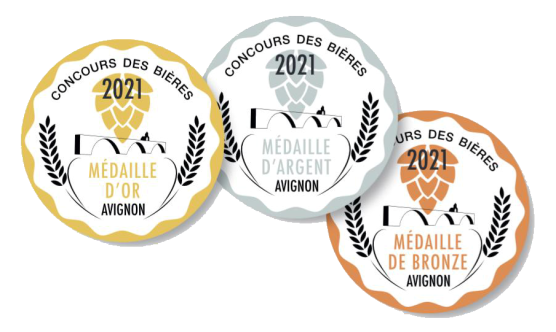 CONCOURS DES BIÈRES
2021
MÉDAILLE
D'OR
AVIGNON
CONCOURS DES BIÈRES
2021
MÉDAILLE
D'ARGENT
AVIGNON
URS DES BIÈRES
2021
MÉDAILLE
DE BRONZE
AVIGNON